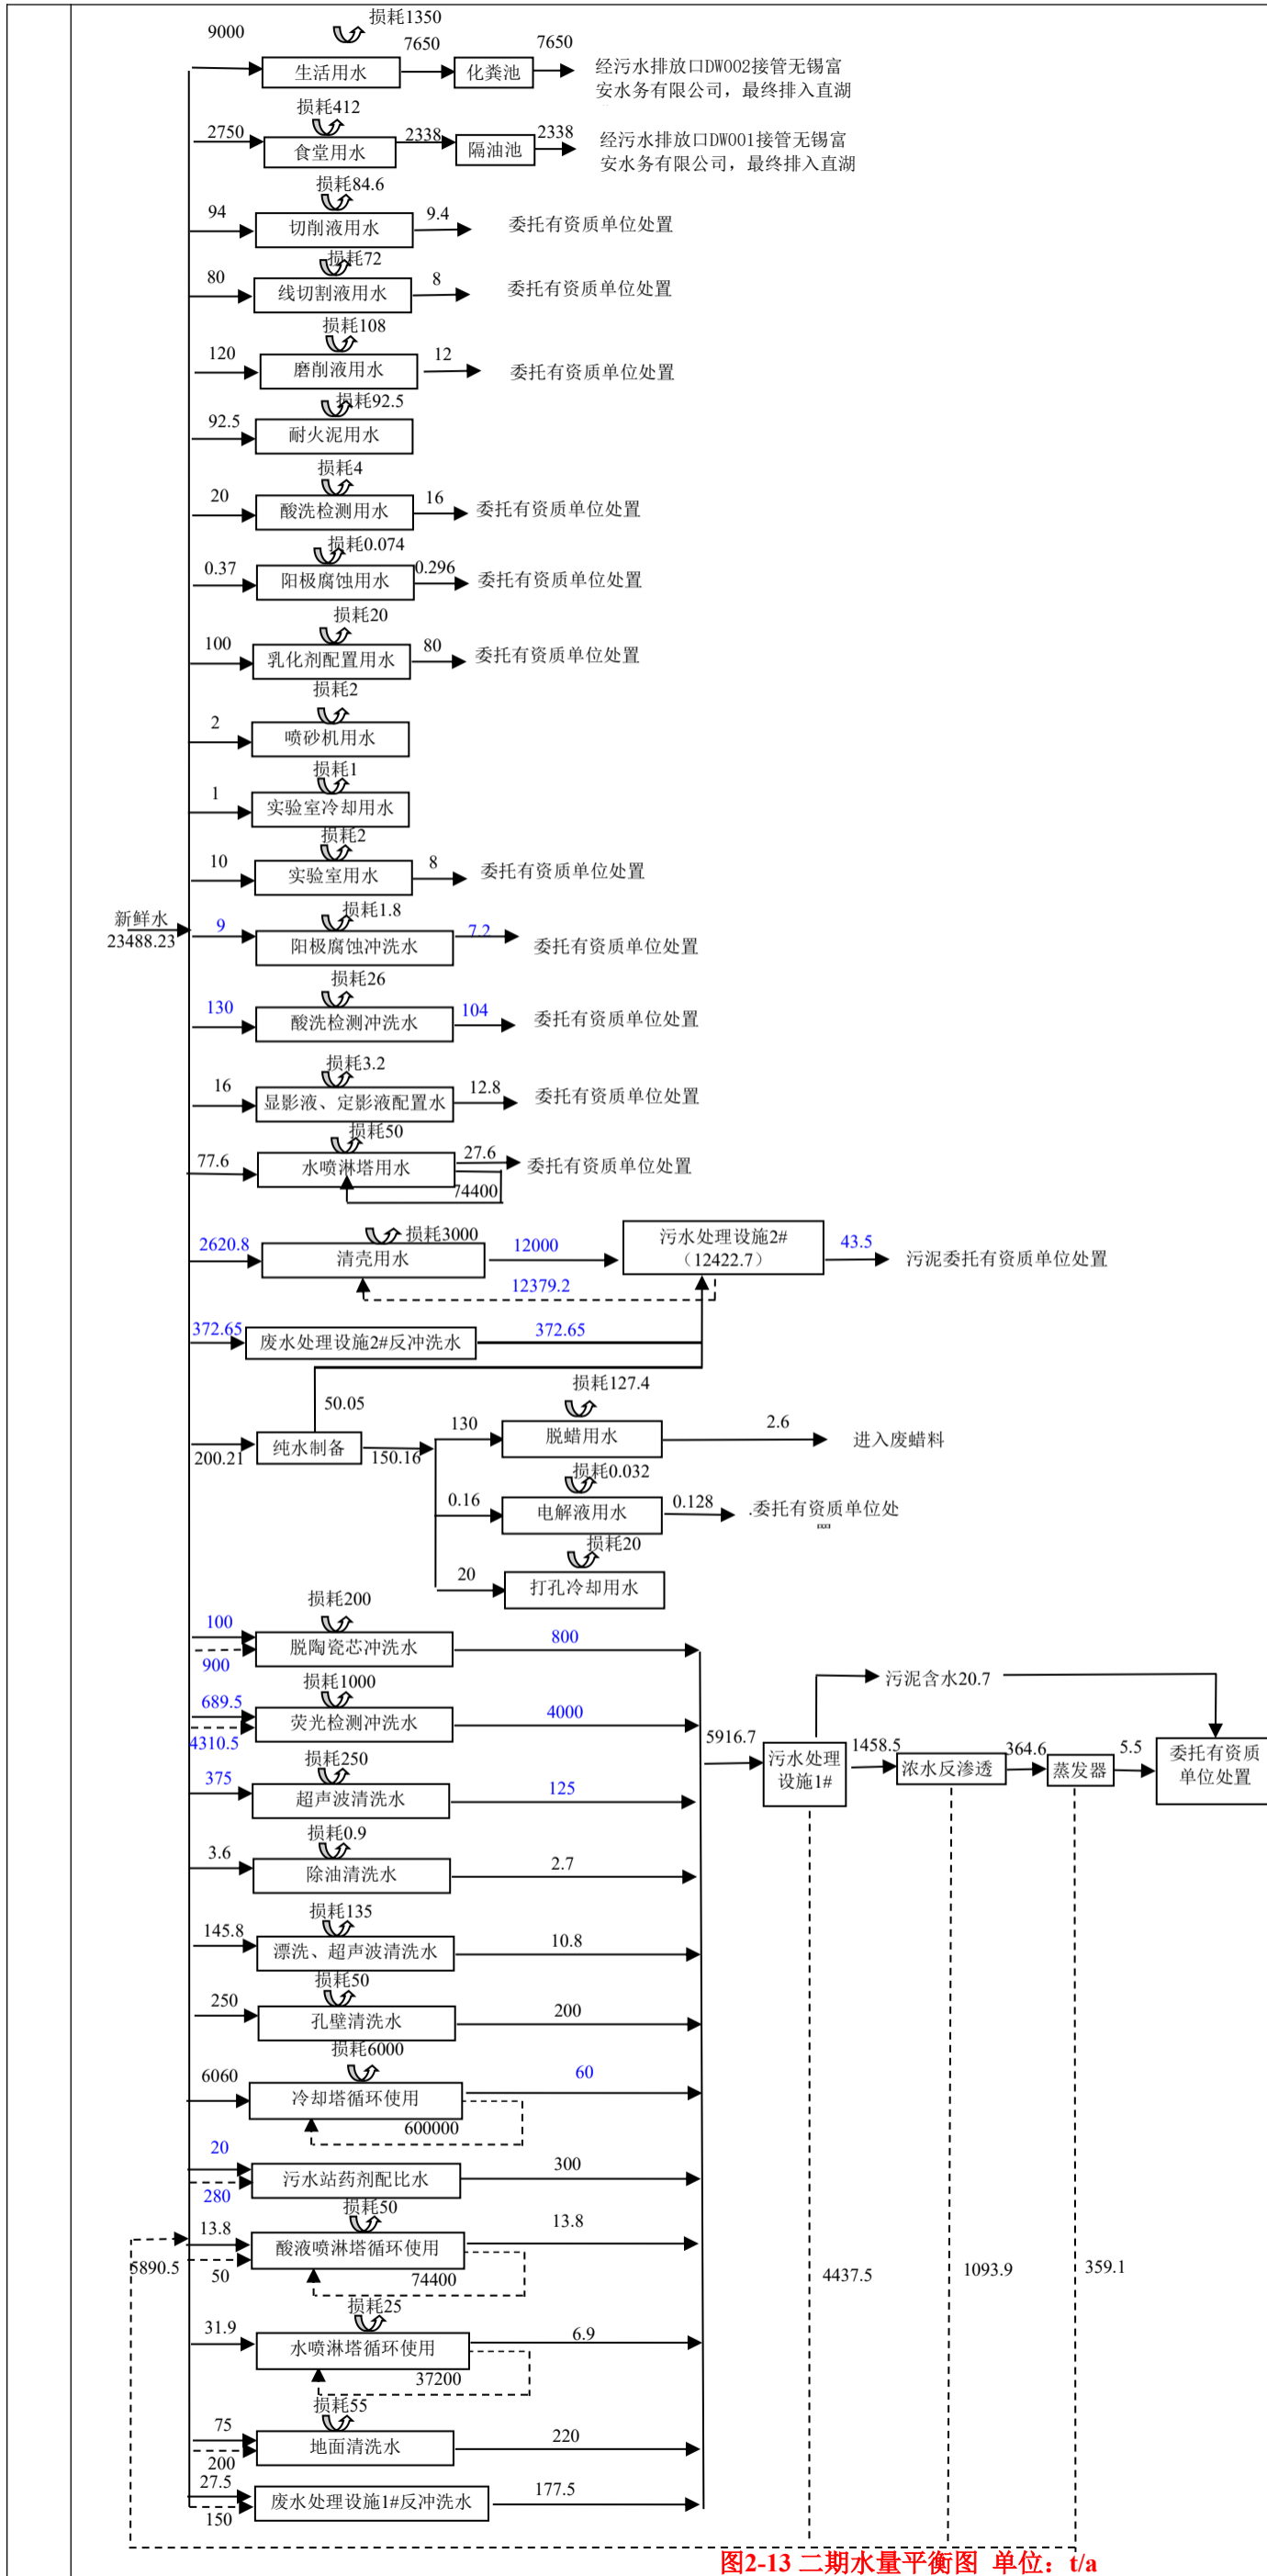 损耗1350
9000
7650
7650
生活用水
化粪池
经污水排放口DW002接管无锡富
安水务有限公司，最终排入直湖
损耗412
2750
2338
2338
食堂用水
隔油池
经污水排放口DW001接管无锡富
安水务有限公司，最终排入直湖
损耗84.6
94
9.4
切削液用水
委托有资质单位处置
损耗72
80
8
线切割液用水
委托有资质单位处置
损耗108
120
12
磨削液用水
委托有资质单位处置
损耗92.5
92.5
耐火泥用水
损耗4
20
16
酸洗检测用水
委托有资质单位处置
损耗0.074
0.37
0.296
阳极腐蚀用水
委托有资质单位处置
损耗20
100
80
乳化剂配置用水
委托有资质单位处置
损耗2
2
喷砂机用水
损耗1
1
实验室冷却用水
损耗2
10
8
实验室用水
委托有资质单位处置
新鲜水
23488.23
损耗1.8
9
7.2
阳极腐蚀冲洗水
委托有资质单位处置
损耗26
130
104
酸洗检测冲洗水
委托有资质单位处置
损耗3.2
16
12.8
显影液、定影液配置水
委托有资质单位处置
损耗50
77.6
27.6
水喷淋塔用水
委托有资质单位处置
74400
损耗3000
2620.8
12000
清壳用水
污水处理设施2#
（12422.7）
43.5
污泥委托有资质单位处置
12379.2
372.65
372.65
废水处理设施2#反冲洗水
50.05
200.21
纯水制备
150.16
损耗127.4
130
脱蜡用水
2.6
进入废蜡料
损耗0.032
0.16
电解液用水
0.128
.委托有资质单位处
损耗20
20
打孔冷却用水
损耗200
100
900
脱陶瓷芯冲洗水
800
损耗1000
689.5
4310.5
荧光检测冲洗水
4000
污泥含水20.7
5916.7
污水处理
设施1#
1458.5
浓水反渗透
364.6
蒸发器
5.5
委托有资质
单位处置
损耗250
375
超声波清洗水
125
损耗0.9
3.6
除油清洗水
2.7
损耗135
145.8
漂洗、超声波清洗水
10.8
损耗50
250
孔壁清洗水
200
损耗6000
6060
冷却塔循环使用
60
600000
20
280
污水站药剂配比水
300
损耗50
13.8
50
5890.5
酸液喷淋塔循环使用
13.8
74400
4437.5
1093.9
359.1
损耗25
31.9
水喷淋塔循环使用
6.9
37200
损耗55
75
200
地面清洗水
220
27.5
150
废水处理设施1#反冲洗水
177.5
图2-13 二期水量平衡图 单位：t/a